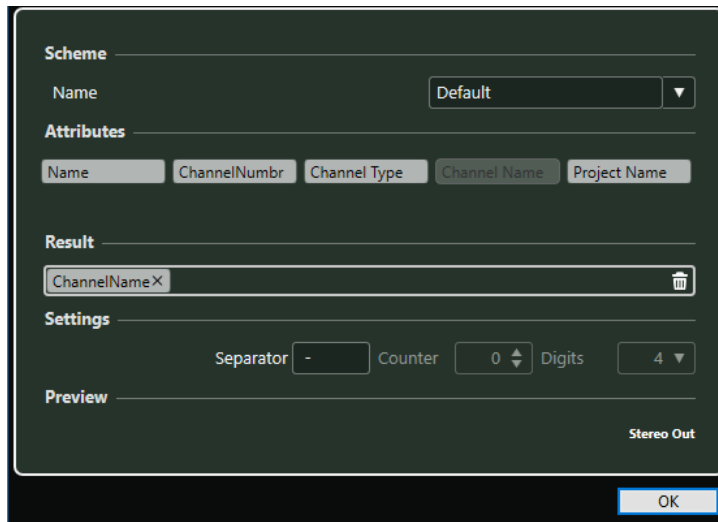 Scheme
Name Default
Attributes
Name ChannelNumbr Channel Type Channel Name Project Name
Result
ChannelName×
Settings
Separator - Counter 0 Digits 4
Preview
Stereo Out
OK